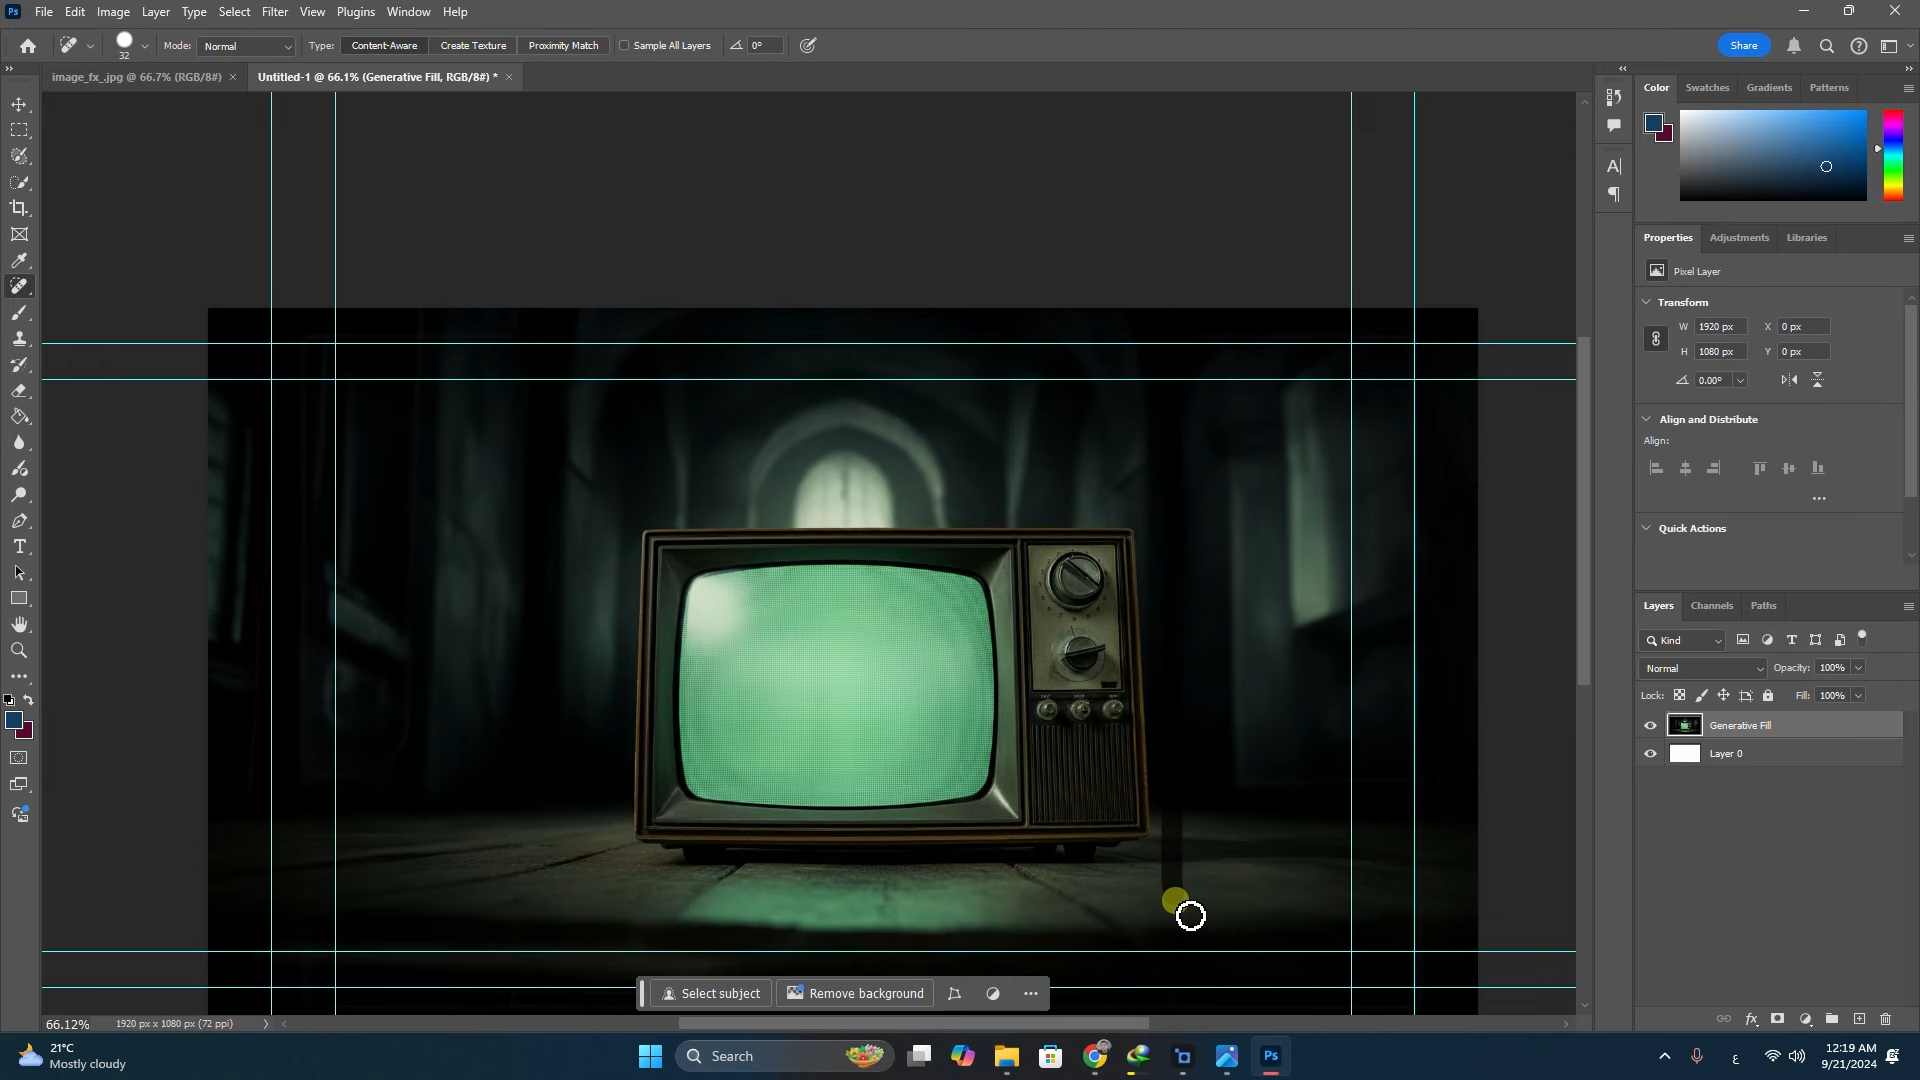 Ps File Edit Image Layer Type Select Filter View Plugins Window Help
32 Mode: Normal Type: Content-Aware Create Texture Proximity Match Sample All Layers 0° Share
image_fx_.jpg @ 66.7% (RGB/8#) × Untitled-1 @ 66.1% (Generative Fill, RGB/8#) * ×
Color Swatches Gradients Patterns
Properties Adjustments Libraries
Pixel Layer
Transform
W 1920 px X 0 px
H 1080 px Y 0 px
0.00°
Align and Distribute
Align:
Quick Actions
Layers Channels Paths
Kind
Normal Opacity: 100%
Lock: Fill: 100%
Generative Fill
Layer 0
Select subject Remove background
66.12% 1920 px x 1080 px (72 ppi)
21°C
Mostly cloudy
Search
Ps
ع
12:19 AM
9/21/2024